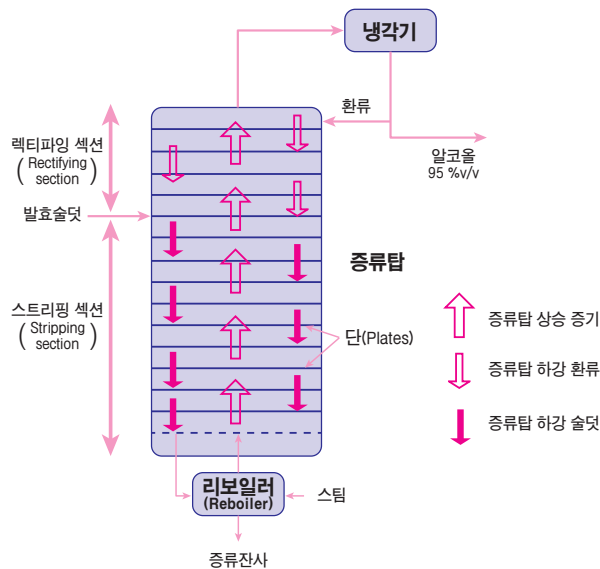 냉각기
환류
알코올
95 %v/v
렉티파잉 섹션
(Rectifying
section)
발효술덧
증류탑
스트리핑 섹션
(Stripping
section)
단(Plates)
증류탑 상승 증기
증류탑 하강 환류
증류탑 하강 술덧
리보일러
(Reboiler)
스팀
증류잔사